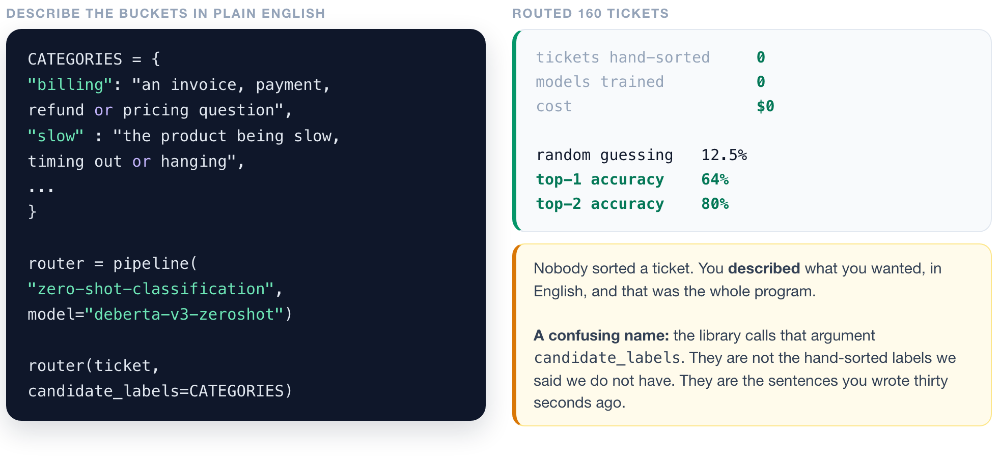 DESCRIBE THE BUCKETS IN PLAIN ENGLISH
CATEGORIES = {
"billing": "an invoice, payment,
refund or pricing question",
"slow" : "the product being slow,
timing out or hanging",
...
}
router = pipeline(
"zero-shot-classification",
model="deberta-v3-zeroshot")
router(ticket,
candidate_labels=CATEGORIES)
ROUTED 160 TICKETS
tickets hand-sorted 0
models trained 0
cost $0
random guessing 12.5%
top-1 accuracy 64%
top-2 accuracy 80%
Nobody sorted a ticket. You described what you wanted, in
English, and that was the whole program.
A confusing name: the library calls that argument
candidate_labels. They are not the hand-sorted labels we
said we do not have. They are the sentences you wrote thirty
seconds ago.